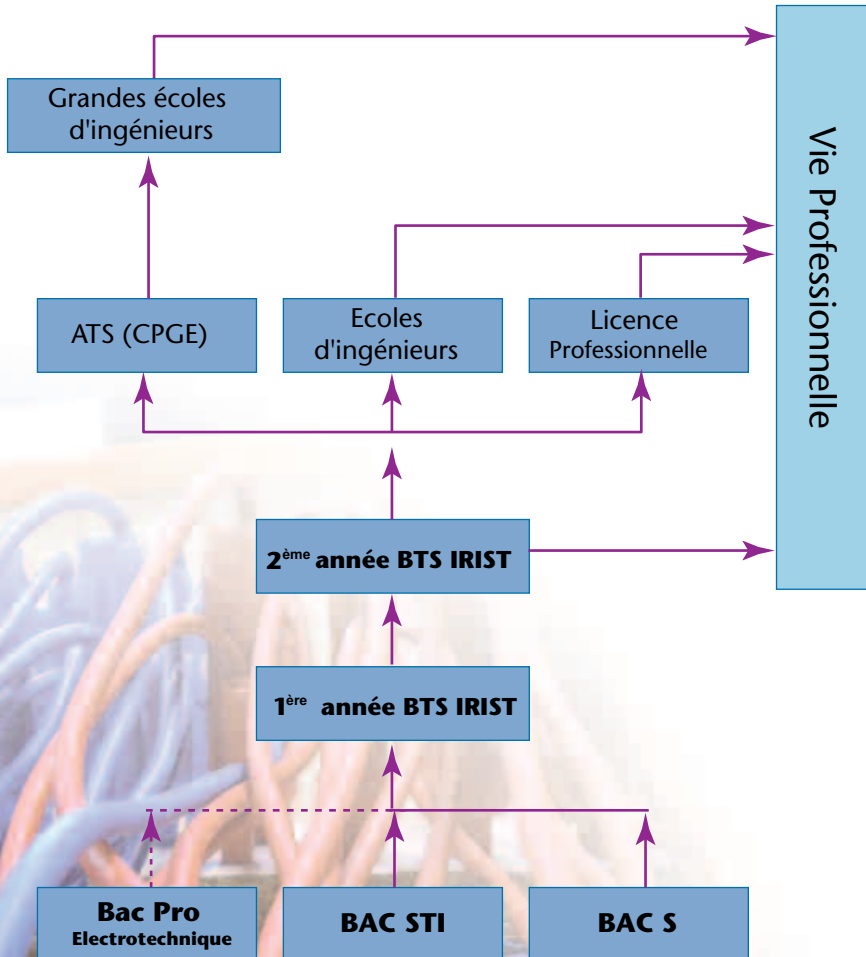 Grandes écoles
d'ingénieurs
Vie Professionnelle
ATS (CPGE)
Ecoles
d'ingénieurs
Licence
Professionnelle
2ème année BTS IRIST
1ère année BTS IRIST
Bac Pro
Electrotechnique
BAC STI
BAC S